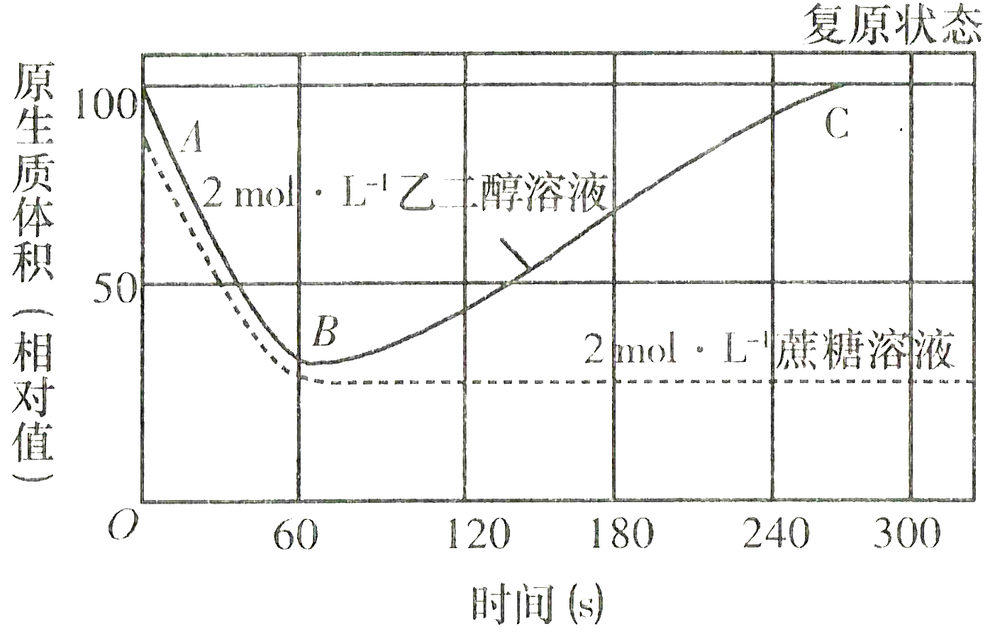 复原状态
原生质体积(相对值)
100
A
C
2 mol · L⁻¹乙二醇溶液
50
B
2 mol · L⁻¹蔗糖溶液
O
60 120 180 240 300
时间(s)